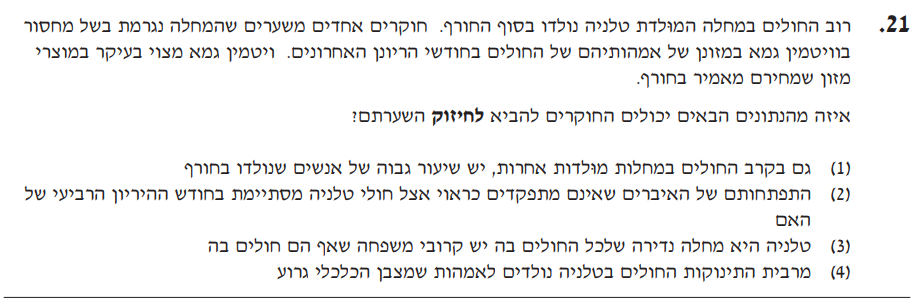 21. רוב החולים במחלה המוּלדת טלניה נולדו בסוף החורף. חוקרים אחדים משערים שהמחלה נגרמת בשל מחסור
בוויטמין גמא במזונן של אמהותיהם של החולים בחודשי הריונן האחרונים. ויטמין גמא מצוי בעיקר במוצרי
מזון שמחירם מאמיר בחורף.
איזה מהנתונים הבאים יכולים החוקרים להביא לחיזוק השערתם?
(1) גם בקרב החולים במחלות מוּלדות אחרות, יש שיעור גבוה של אנשים שנולדו בחורף
(2) התפתחותם של האיברים שאינם מתפקדים כראוי אצל חולי טלניה מסתיימת בחודש ההיריון הרביעי של
האם
(3) טלניה היא מחלה נדירה שלכל החולים בה יש קרובי משפחה שאף הם חולים בה
(4) מרבית התינוקות החולים בטלניה נולדים לאמהות שמצבן הכלכלי גרוע